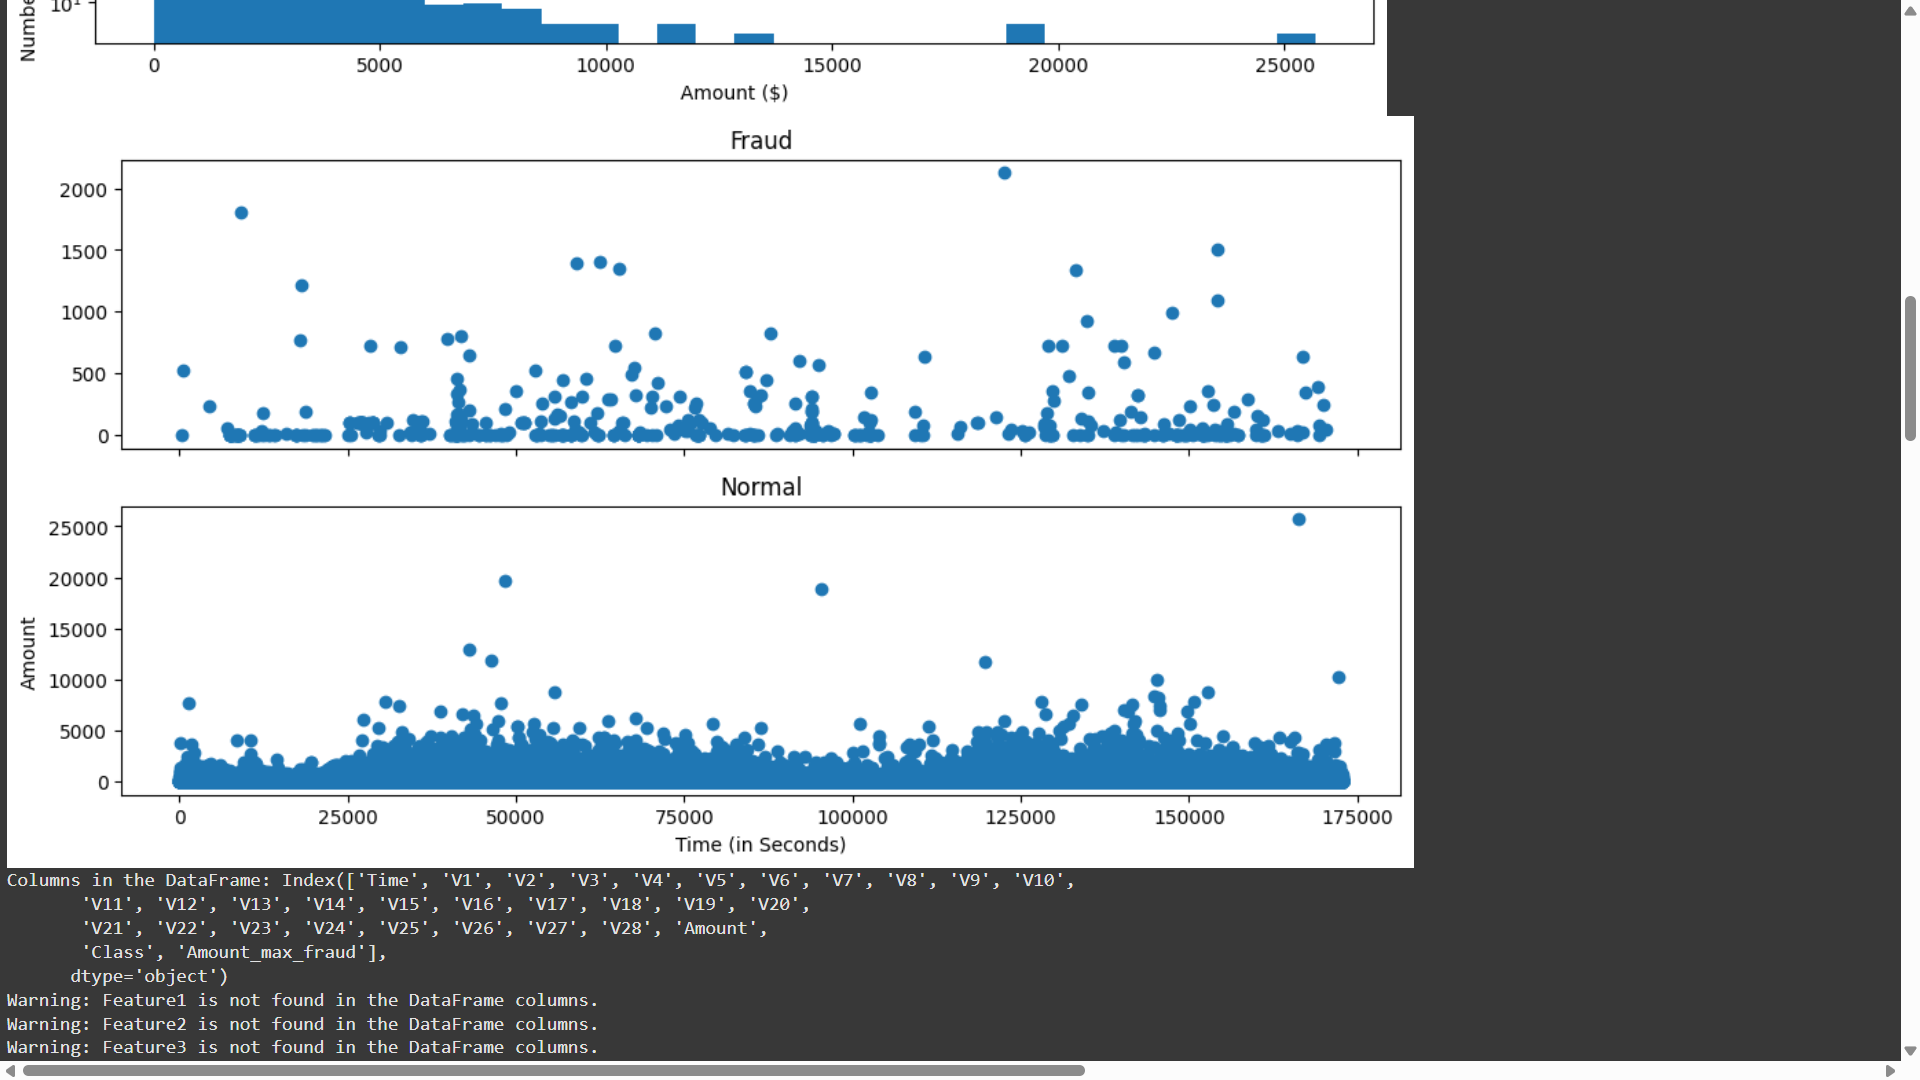 10¹
0 5000 10000 15000 20000 25000
Amount ($)
Fraud
2000
1500
1000
500
0
Normal
25000
20000
15000
10000
5000
0
Amount
0 25000 50000 75000 100000 125000 150000 175000
Time (in Seconds)
Columns in the DataFrame: Index(['Time', 'V1', 'V2', 'V3', 'V4', 'V5', 'V6', 'V7', 'V8', 'V9', 'V10',
'V11', 'V12', 'V13', 'V14', 'V15', 'V16', 'V17', 'V18', 'V19', 'V20',
'V21', 'V22', 'V23', 'V24', 'V25', 'V26', 'V27', 'V28', 'Amount',
'Class', 'Amount_max_fraud'],
dtype='object')
Warning: Feature1 is not found in the DataFrame columns.
Warning: Feature2 is not found in the DataFrame columns.
Warning: Feature3 is not found in the DataFrame columns.